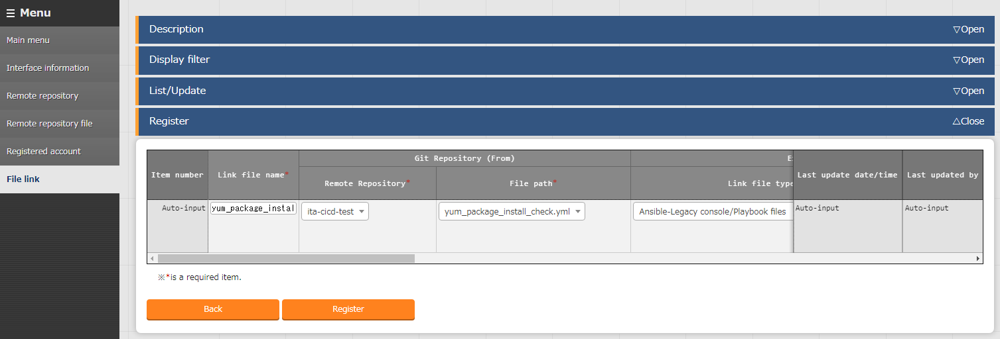 Menu
Main menu
Interface information
Remote repository
Remote repository file
Registered account
File link
Description ▽Open
Display filter ▽Open
List/Update ▽Open
Register △Close
Git Repository (From)
Item number Link file name* Remote Repository* File path* Link file type Last update date/time Last updated by
Auto-input yum_package_instal ita-cicd-test yum_package_install_check.yml Ansible-Legacy console/Playbook files Auto-input Auto-input
※*is a required item.
Back Register